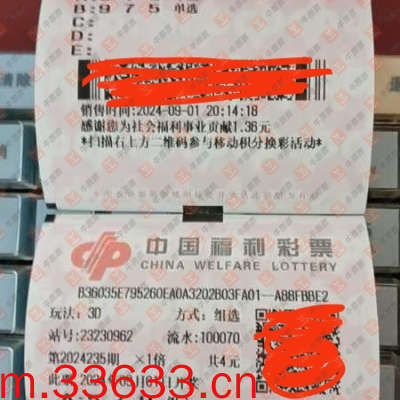 B:9 7 5 单选
C:
D:
E:
销售时间:2024-09-01 20:14:18
感谢您为社会福利事业贡献1.36元
*扫描右上方二维码参与移动积分换彩活动*
中国福利彩票
CHINA WELFARE LOTTERY
B36035E795260EA0A3202B03FA01--A88FBBE2
玩法:3D 方式:组选
站号:23230962 流水:100070
第2024235期 ×1倍 共4元
m.33633.cn